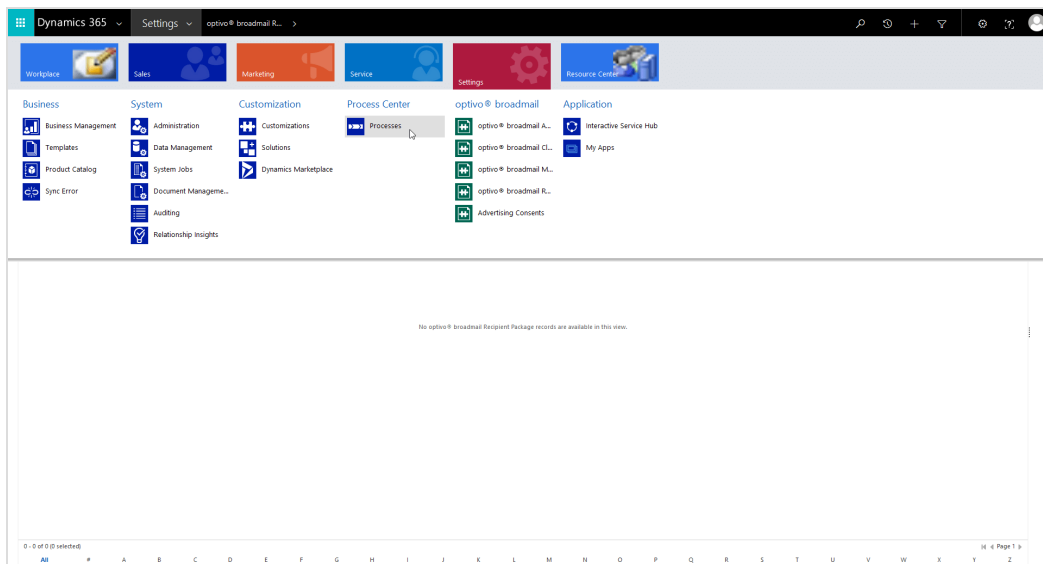 Dynamics 365 Settings optivo® broadmail R...
Workplace Sales Marketing Service Settings Resource Center
Business System Customization Process Center optivo® broadmail Application
Business Management Administration Customizations Processes optivo® broadmail A... Interactive Service Hub
Templates Data Management Solutions optivo® broadmail Cl... My Apps
Product Catalog System Jobs Dynamics Marketplace optivo® broadmail M...
Sync Error Document Manageme... optivo® broadmail R...
Auditing Advertising Consents
Relationship Insights
No optivo® broadmail Recipient Package records are available in this view.
0 - 0 of 0 (0 selected) Page 1
All # A B C D E F G H I J K L M N O P Q R S T U V W X Y Z